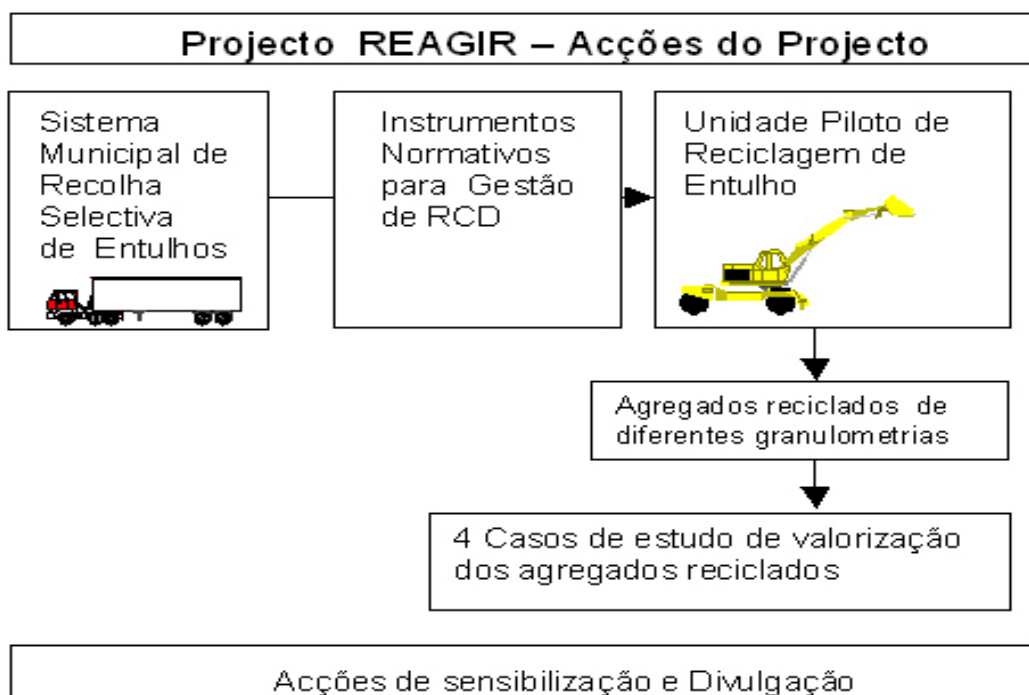 Projecto REAGIR – Acções do Projecto
Sistema
Municipal de
Recolha
Selectiva
de Entulhos
Instrumentos
Normativos
para Gestão
de RCD
Unidade Piloto de
Reciclagem de
Entulho
Agregados reciclados de
diferentes granulometrias
4 Casos de estudo de valorização
dos agregados reciclados
Acções de sensibilização e Divulgação